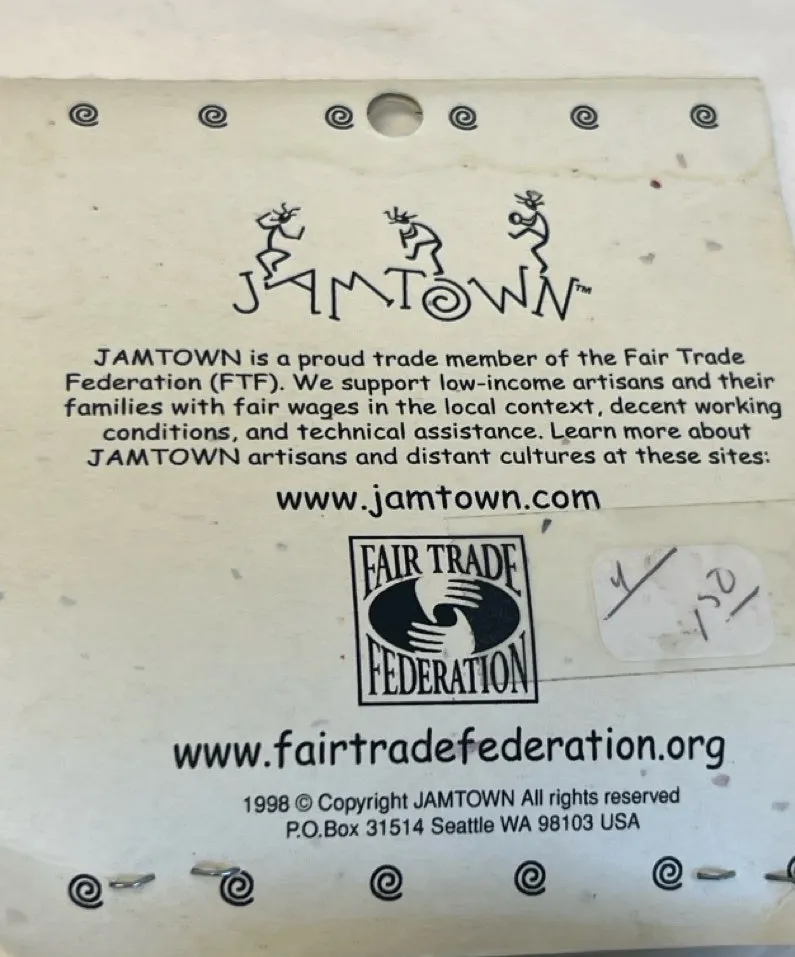 JAMTOWN™
JAMTOWN is a proud trade member of the Fair Trade
Federation (FTF). We support low-income artisans and their
families with fair wages in the local context, decent working
conditions, and technical assistance. Learn more about
JAMTOWN artisans and distant cultures at these sites:
www.jamtown.com
FAIR TRADE
FEDERATION
www.fairtradefederation.org
1998 © Copyright JAMTOWN All rights reserved
P.O.Box 31514 Seattle WA 98103 USA